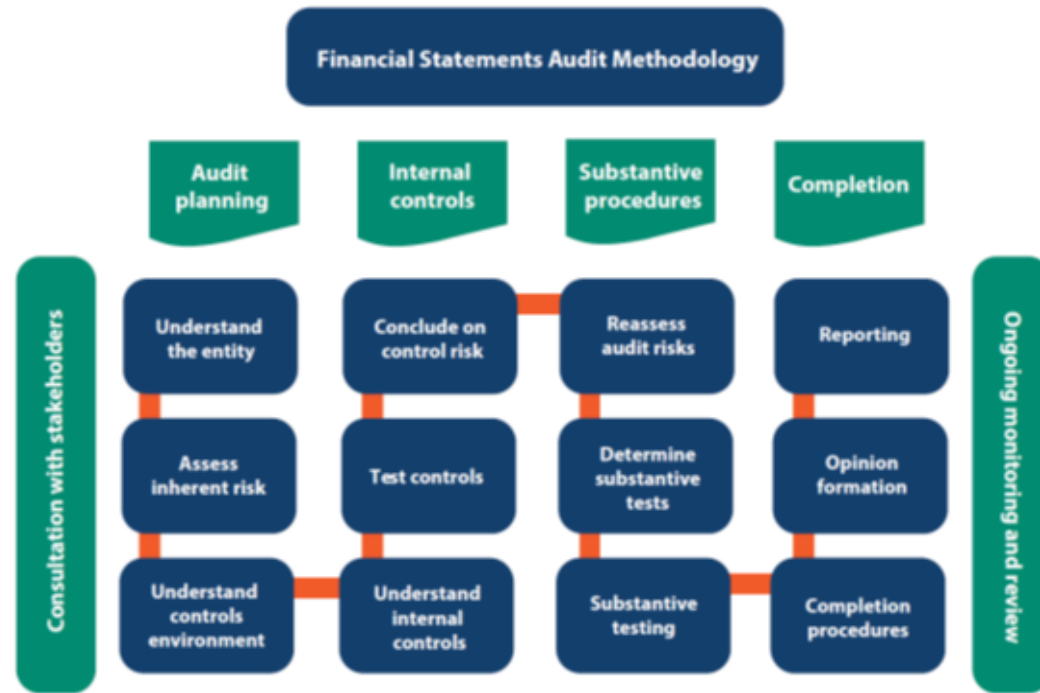 Financial Statements Audit Methodology
Audit
planning
Internal
controls
Substantive
procedures
Completion
Consultation with stakeholders
Understand
the entity
Conclude on
control risk
Reassess
audit risks
Reporting
Assess
inherent risk
Test controls
Determine
substantive
tests
Opinion
formation
Understand
controls
environment
Understand
internal
controls
Substantive
testing
Completion
procedures
Ongoing monitoring and review